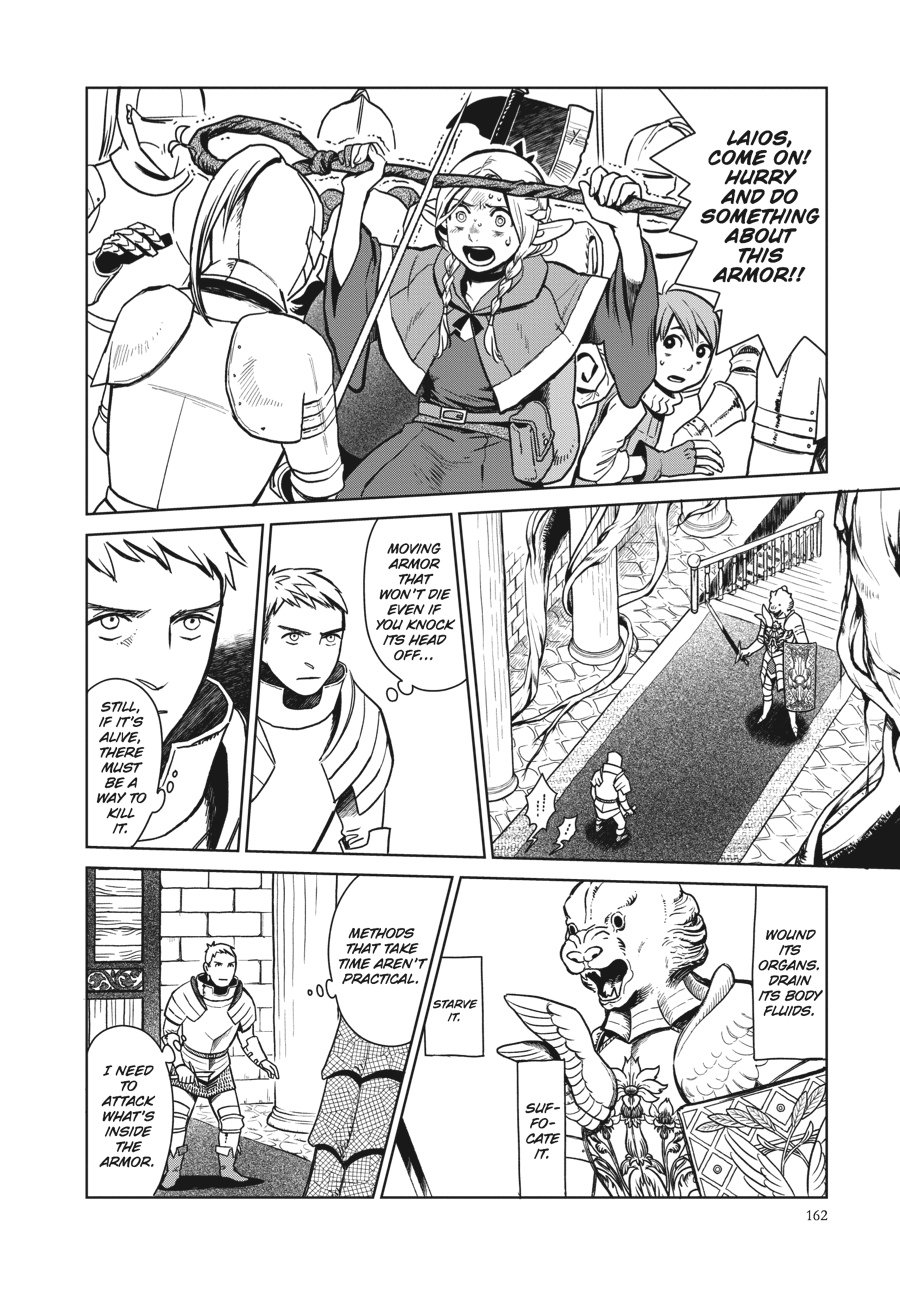 LAIOS,
COME ON!
HURRY
AND DO
SOMETHING
ABOUT
THIS
ARMOR!!
MOVING
ARMOR
THAT
WON'T DIE
EVEN IF
YOU KNOCK
ITS HEAD
OFF...
STILL,
IF IT'S
ALIVE,
THERE
MUST
BE A
WAY TO
KILL
IT.
WOUND
ITS
ORGANS.
DRAIN
ITS BODY
FLUIDS.
SUF-
FO-
CATE
IT.
STARVE
IT.
METHODS
THAT TAKE
TIME AREN'T
PRACTICAL.
I NEED
TO
ATTACK
WHAT'S
INSIDE
THE
ARMOR.
162